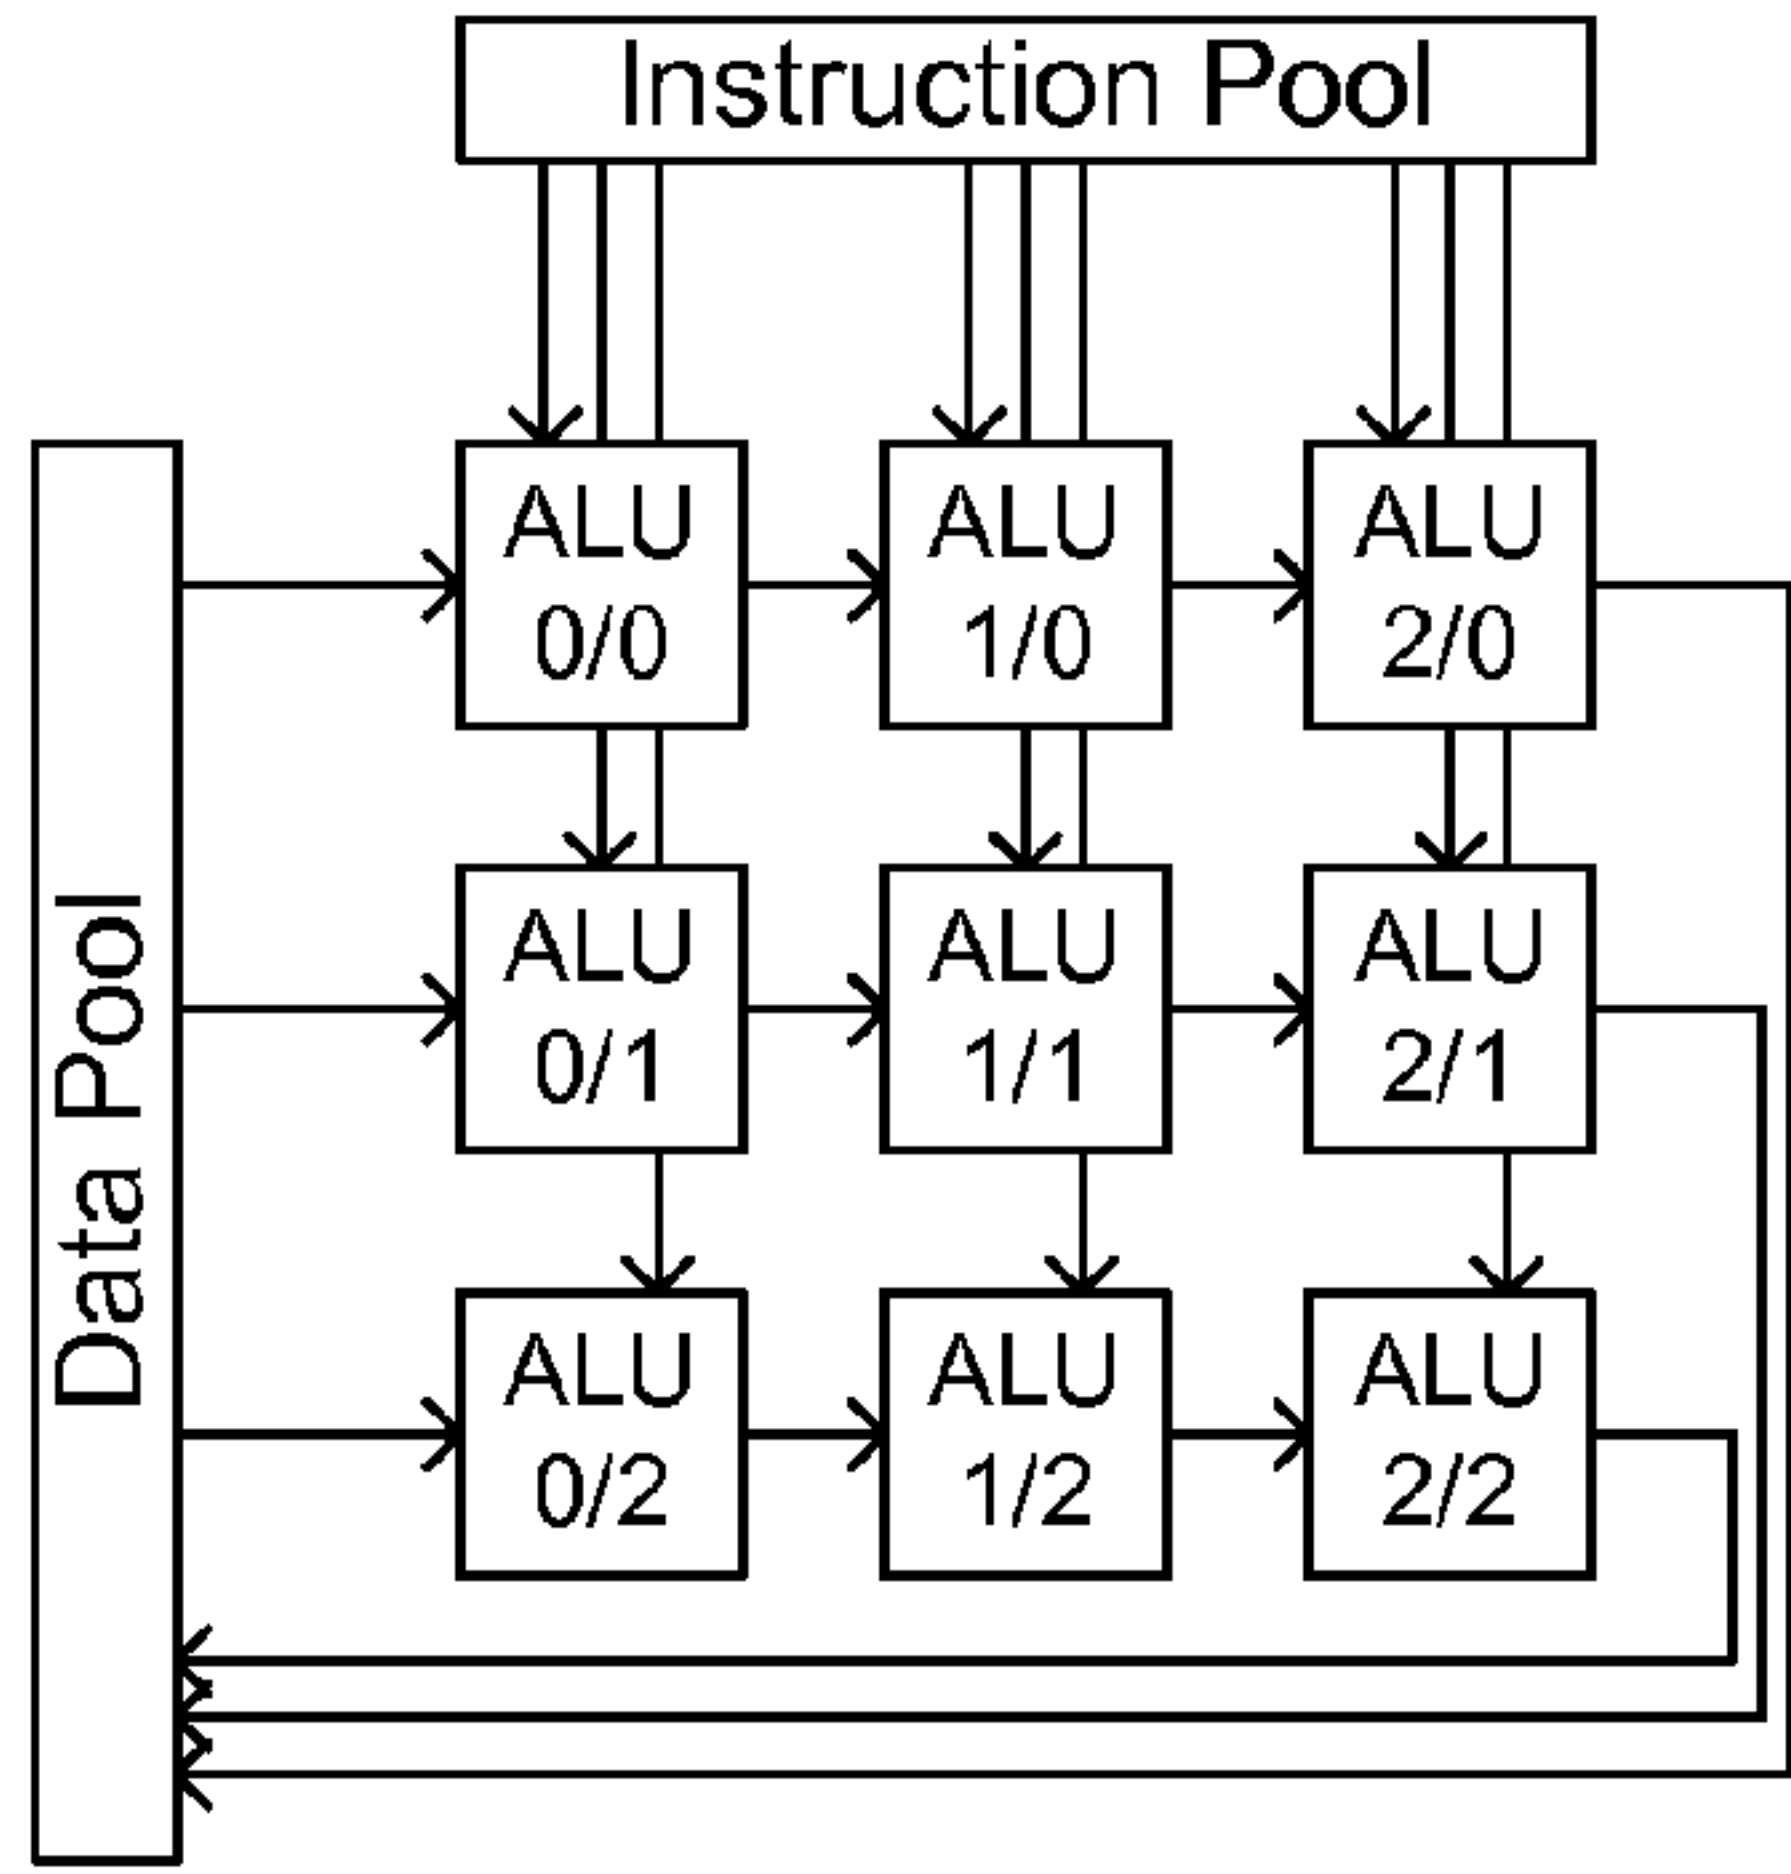 Instruction Pool
Data Pool
ALU
0/0
ALU
1/0
ALU
2/0
ALU
0/1
ALU
1/1
ALU
2/1
ALU
0/2
ALU
1/2
ALU
2/2